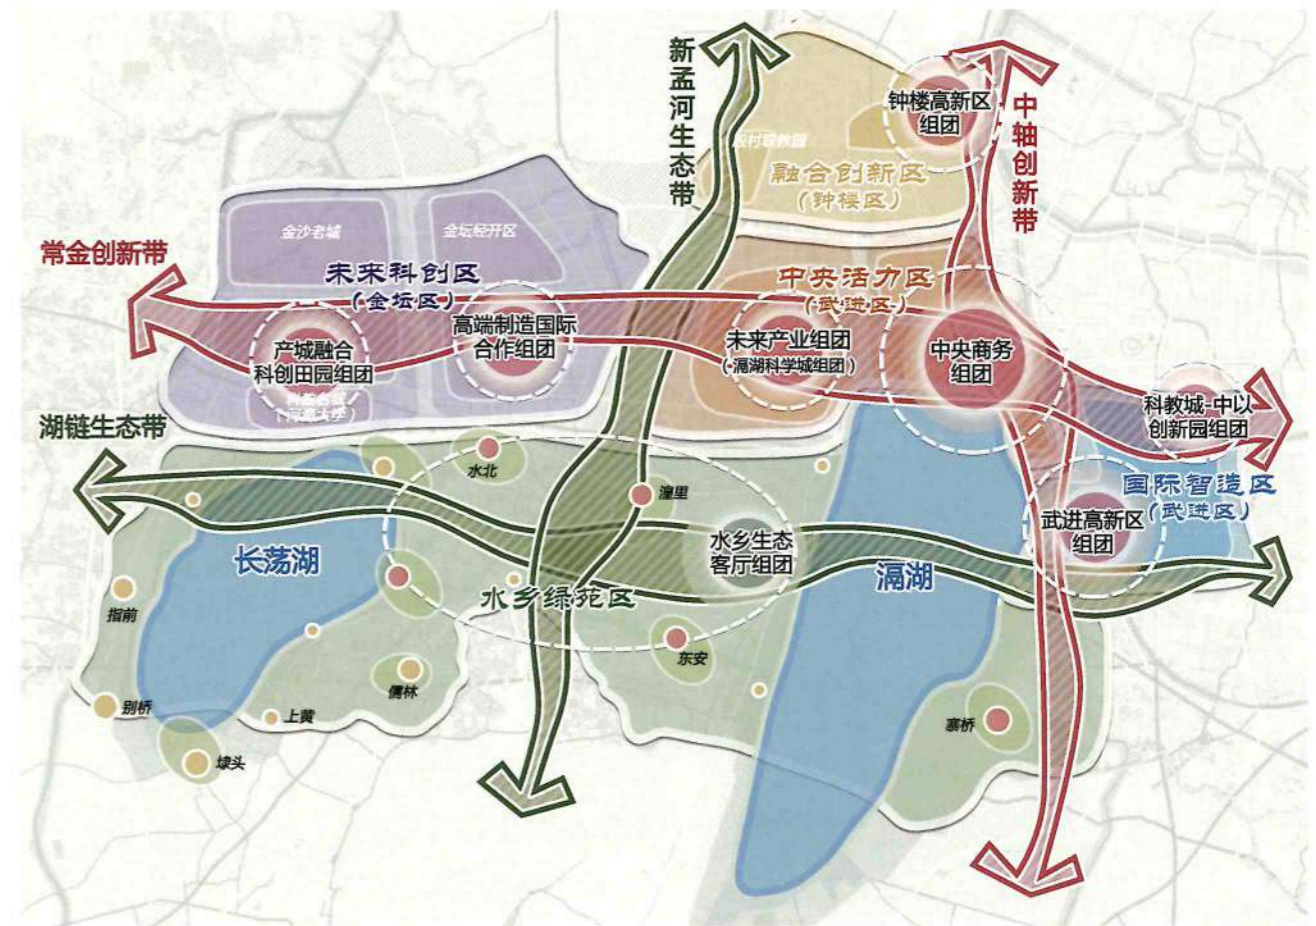 新孟河生态带
钟楼高新区
组团
中轴创新带
融合创新区
(钟楼区)
金沙老城
金坛经开区
常金创新带
未来科创区
(金坛区)
中央活力区
(武进区)
产城融合
科创田园组团
高端制造国际
合作组团
未来产业组团
(滆湖科学城组团)
中央商务
组团
科教城-中以
创新园组团
湖链生态带
水北
湟里
国际智造区
(武进区)
武进高新区
组团
水乡生态
客厅组团
长荡湖
滆湖
水乡绿苑区
指前
东安
儒林
别桥
上黄
寨桥
埭头